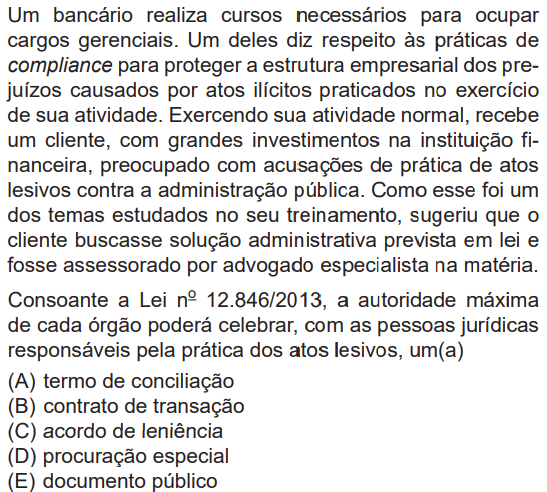 Um bancário realiza cursos necessários para ocupar
cargos gerenciais. Um deles diz respeito às práticas de
compliance para proteger a estrutura empresarial dos pre-
juízos causados por atos ilícitos praticados no exercício
de sua atividade. Exercendo sua atividade normal, recebe
um cliente, com grandes investimentos na instituição fi-
nanceira, preocupado com acusações de prática de atos
lesivos contra a administração pública. Como esse foi um
dos temas estudados no seu treinamento, sugeriu que o
cliente buscasse solução administrativa prevista em lei e
fosse assessorado por advogado especialista na matéria.
Consoante a Lei nº 12.846/2013, a autoridade máxima
de cada órgão poderá celebrar, com as pessoas jurídicas
responsáveis pela prática dos atos lesivos, um(a)
(A) termo de conciliação
(B) contrato de transação
(C) acordo de leniência
(D) procuração especial
(E) documento público